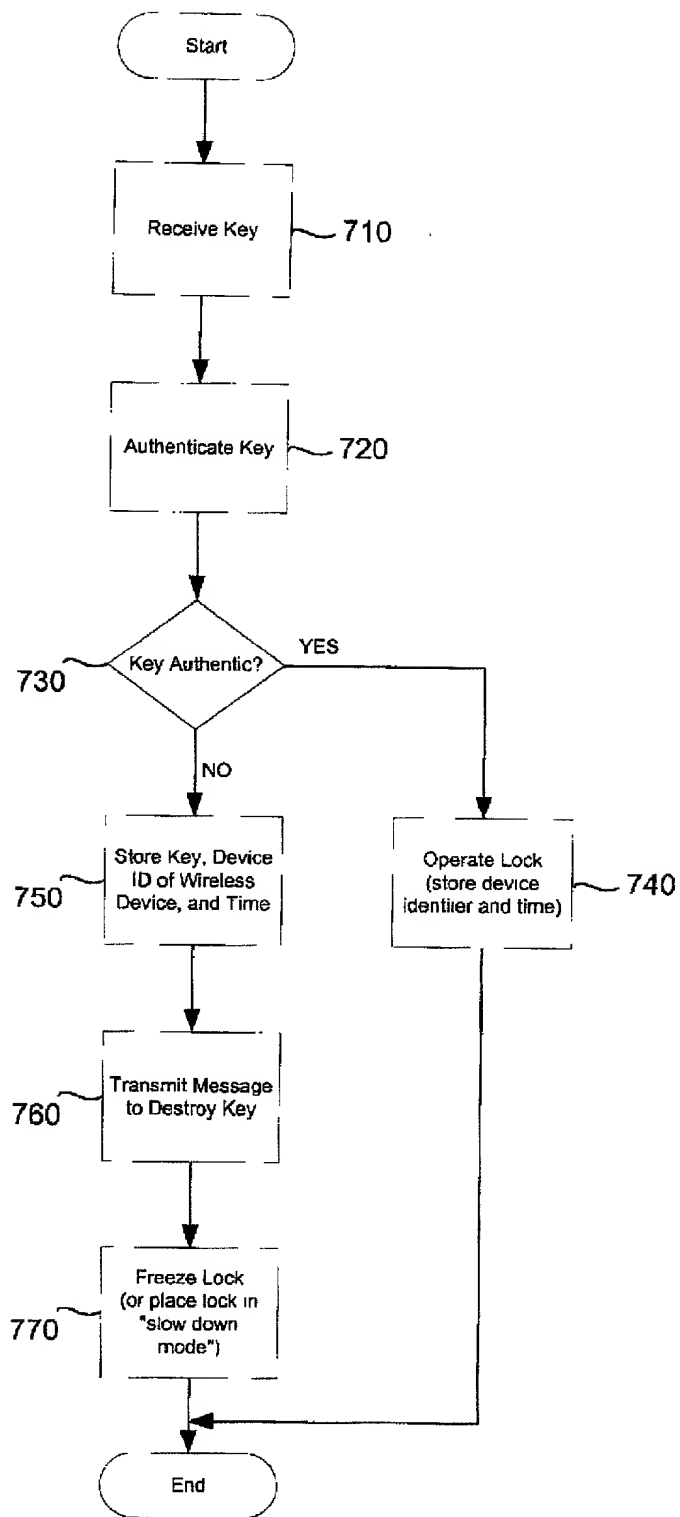 Start
Receive Key
710
Authenticate Key
720
Key Authentic?
730
YES
NO
Store Key, Device
ID of Wireless
Device, and Time
750
Operate Lock
(store device
identifier and time)
740
Transmit Message
to Destroy Key
760
Freeze Lock
(or place lock in
"slow down
mode")
770
End